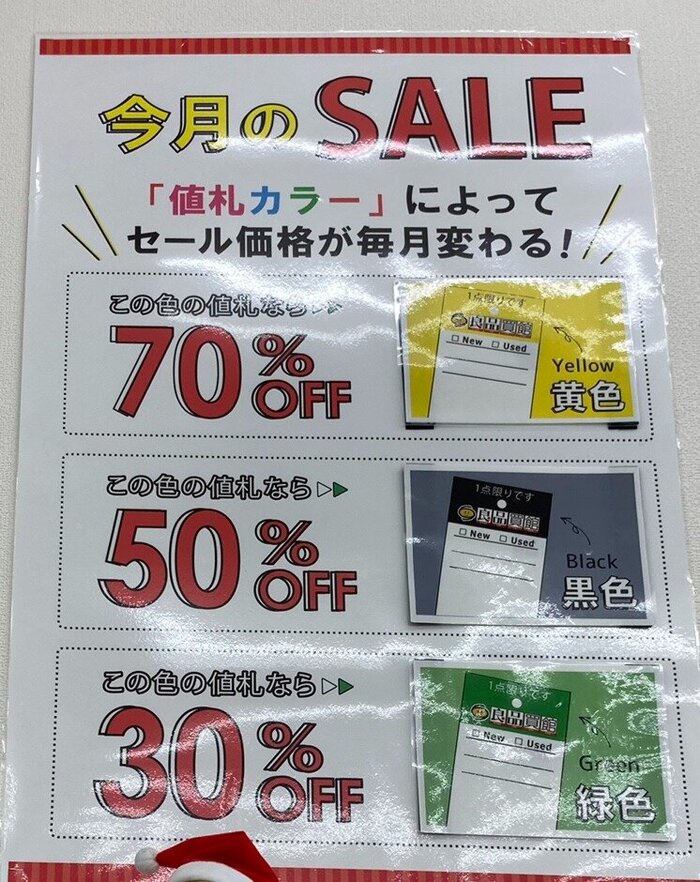 今月のSALE
「値札カラー」によって
セール価格が毎月変わる!
この色の値札なら▷▶
70%OFF
1点限りです
良品買館
□ New □ Used
Yellow
黄色
この色の値札なら▷▶
50%OFF
1点限りです
良品買館
□ New □ Used
Black
黒色
この色の値札なら▷▶
30%OFF
1点限りです
良品買館
□ New □ Used
Green
緑色